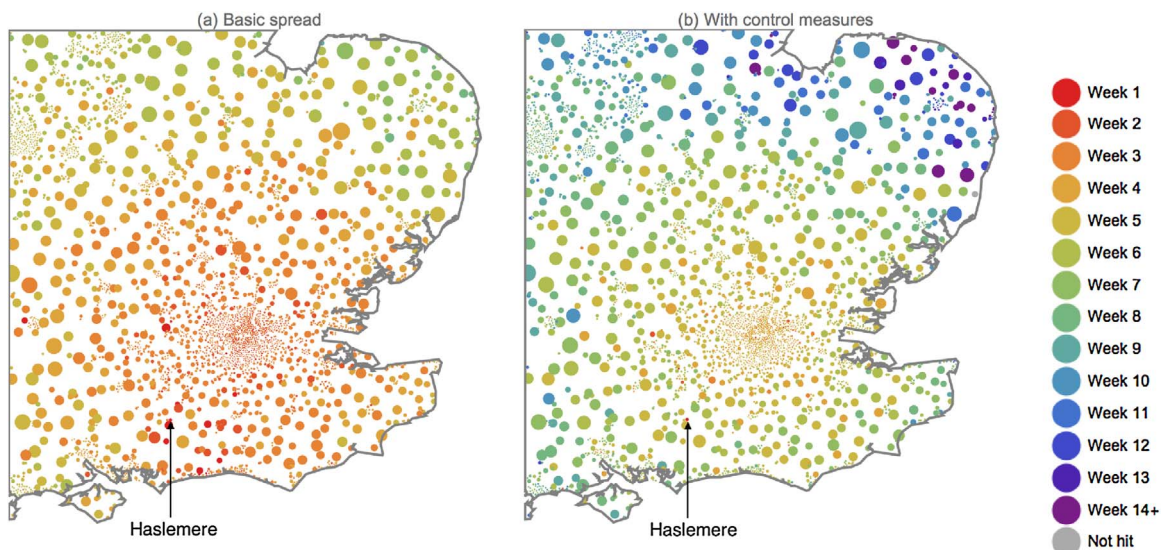 (a) Basic spread
(b) With control measures
Week 1
Week 2
Week 3
Week 4
Week 5
Week 6
Week 7
Week 8
Week 9
Week 10
Week 11
Week 12
Week 13
Week 14+
Not hit
Haslemere
Haslemere